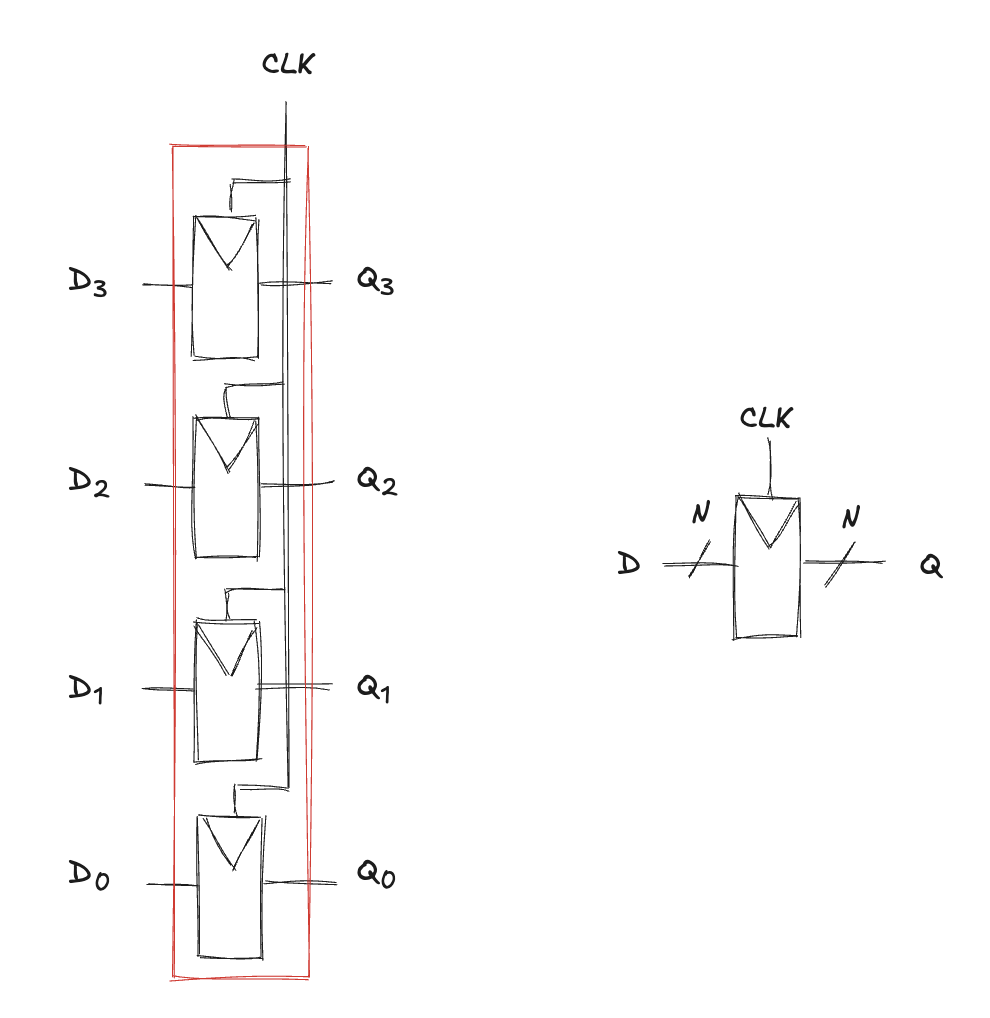 CLK
D3 Q3
D2 Q2
CLK
N N
D Q
D1 Q1
D0 Q0